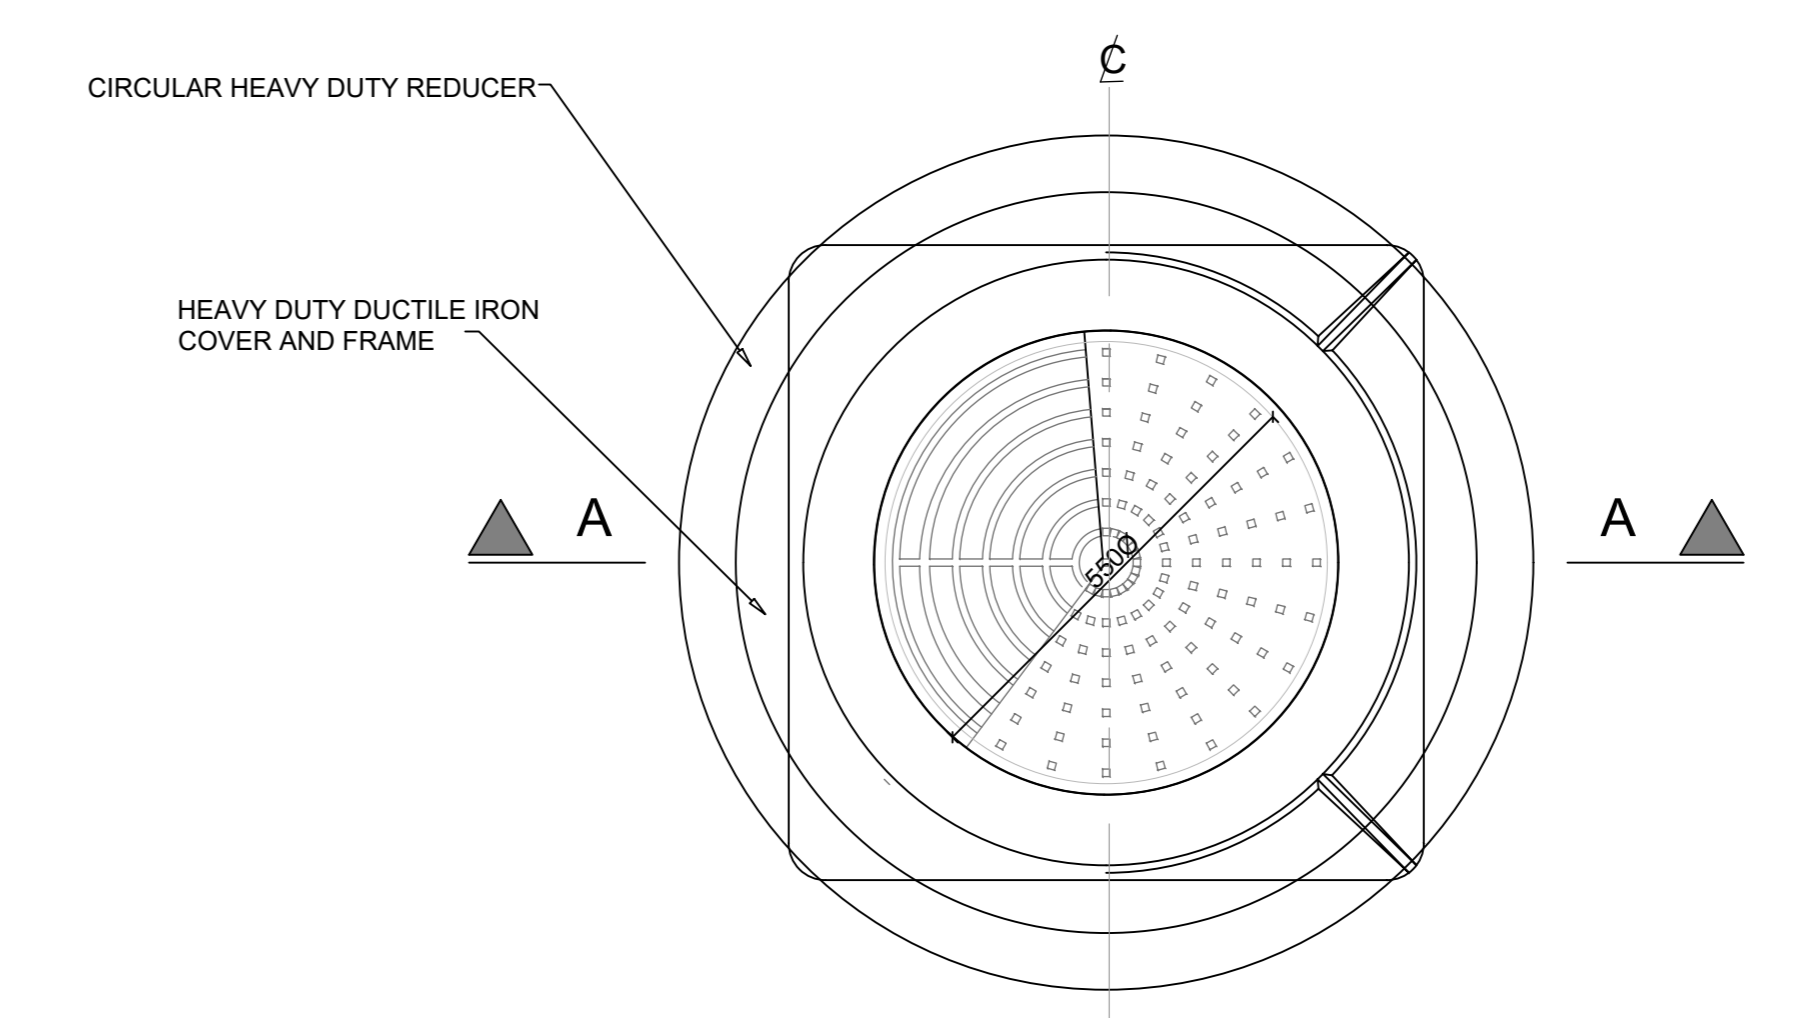 ℄
CIRCULAR HEAVY DUTY REDUCER
HEAVY DUTY DUCTILE IRON
COVER AND FRAME
A
A
550Ø